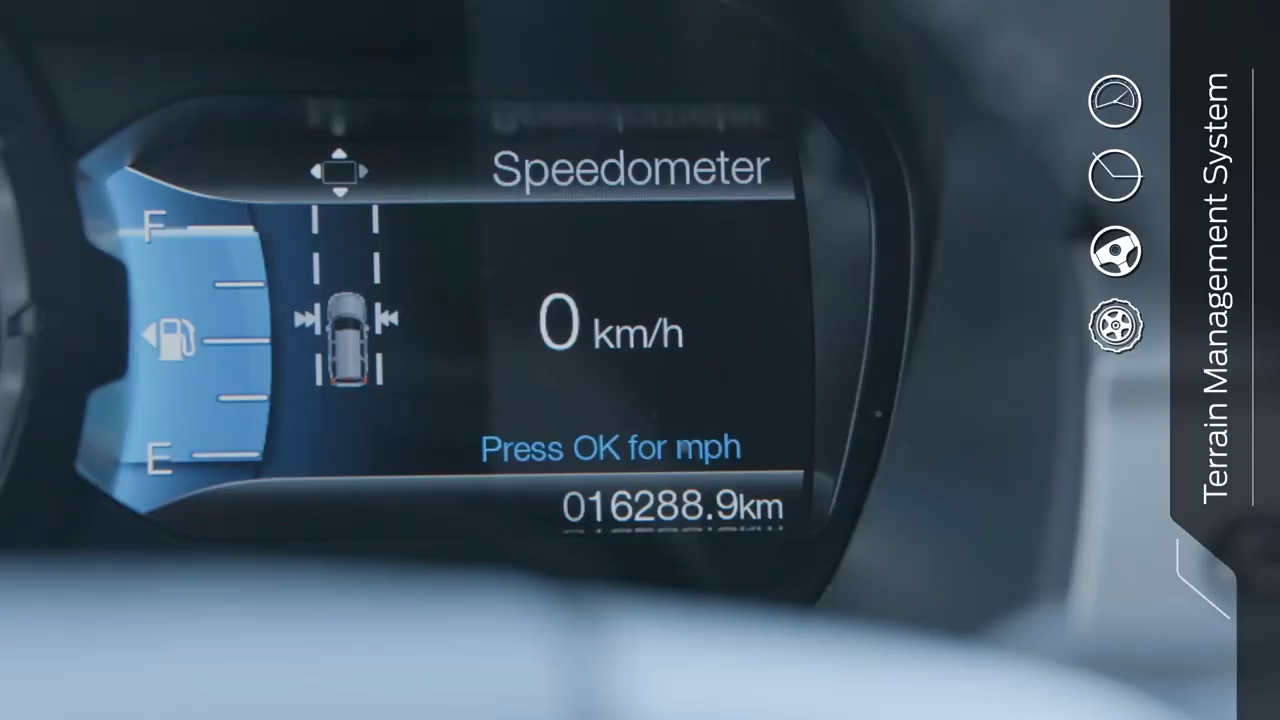 Speedometer
F
0 km/h
E
Press OK for mph
016288.9km
Terrain Management System